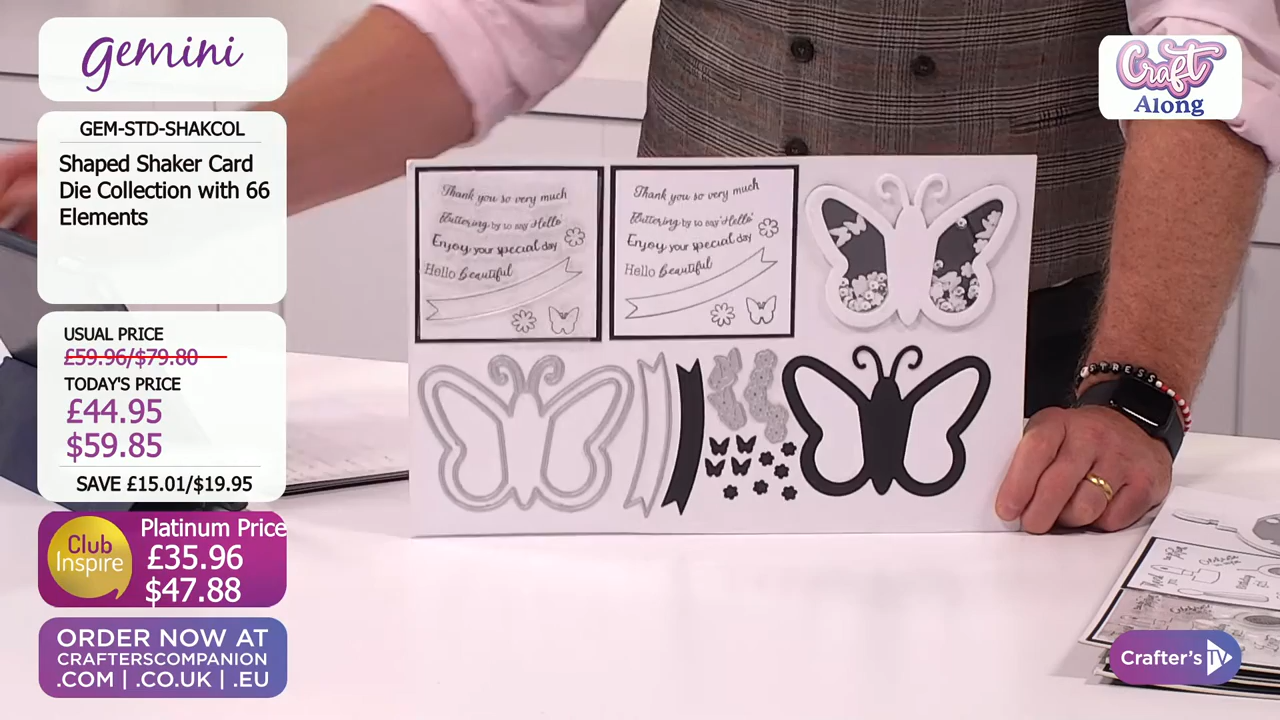 gemini
GEM-STD-SHAKCOL
Shaped Shaker Card
Die Collection with 66
Elements
USUAL PRICE
£59.96/$79.80
TODAY'S PRICE
£44.95
$59.85
SAVE £15.01/$19.95
Club
Inspire
Platinum Price
£35.96
$47.88
ORDER NOW AT
CRAFTERSCOMPANION
.COM | .CO.UK | .EU
Craft
Along
Thank you so very much
fluttering by to say 'Hello'
Enjoy your special day
Hello Beautiful
Thank you so very much
fluttering by to say 'Hello'
Enjoy your special day
Hello Beautiful
STRESS
Crafter's TV